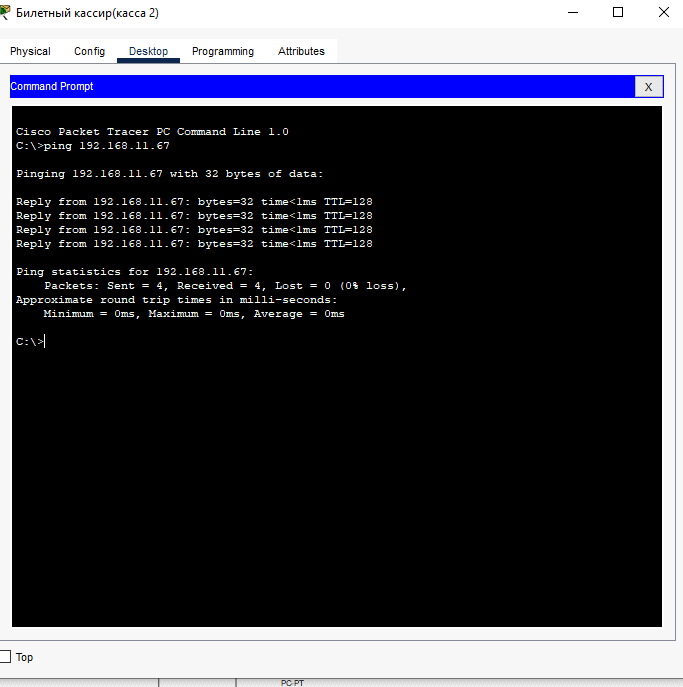 Билетный кассир(касса 2)
Physical Config Desktop Programming Attributes
Command Prompt X
Cisco Packet Tracer PC Command Line 1.0
C:\>ping 192.168.11.67
Pinging 192.168.11.67 with 32 bytes of data:
Reply from 192.168.11.67: bytes=32 time<1ms TTL=128
Reply from 192.168.11.67: bytes=32 time<1ms TTL=128
Reply from 192.168.11.67: bytes=32 time<1ms TTL=128
Reply from 192.168.11.67: bytes=32 time<1ms TTL=128
Ping statistics for 192.168.11.67:
Packets: Sent = 4, Received = 4, Lost = 0 (0% loss),
Approximate round trip times in milli-seconds:
Minimum = 0ms, Maximum = 0ms, Average = 0ms
C:\>
Top
PC-PT